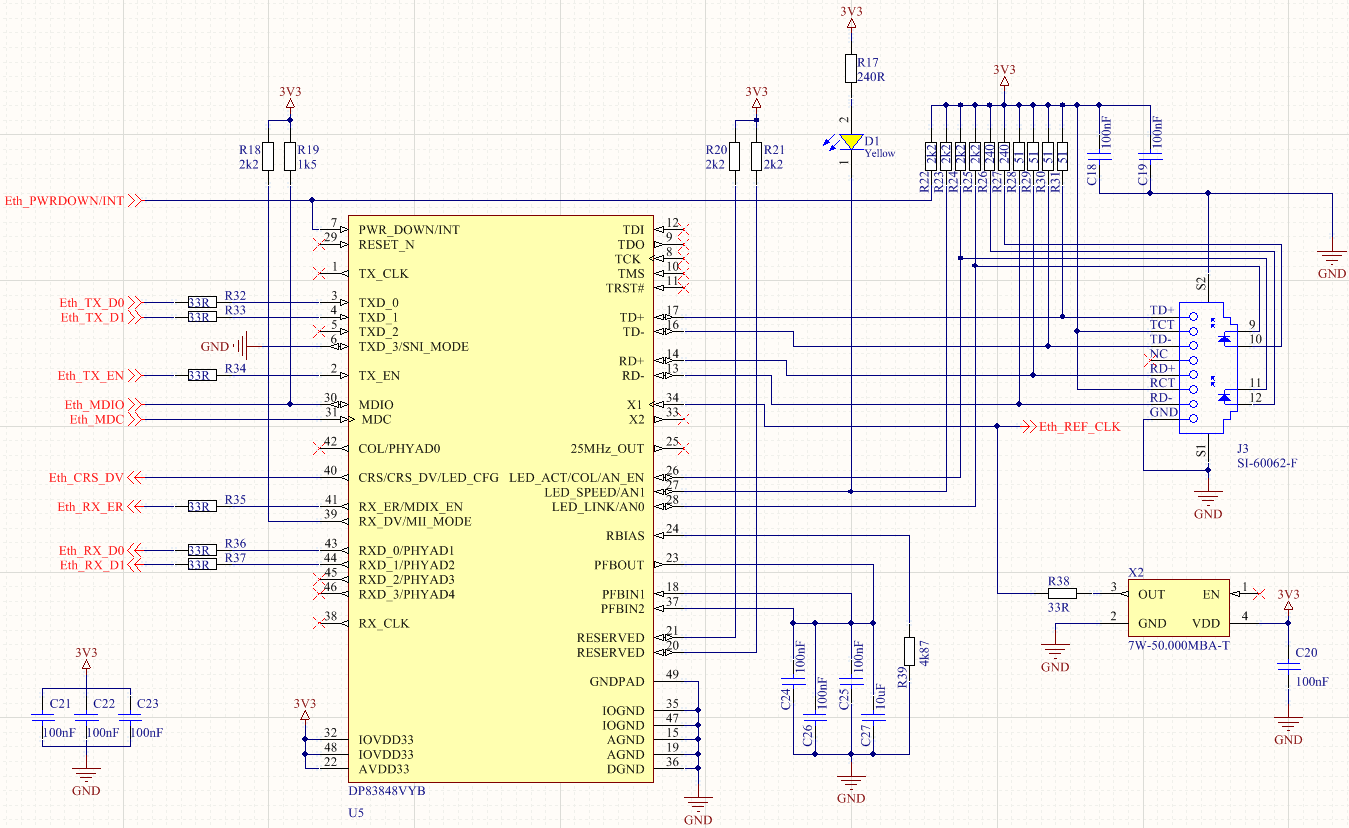 3V3
R17
240R
2
D1
Yellow
1
3V3
R18
2k2
R19
1k5
3V3
R20
2k2
R21
2k2
3V3
R22 2k2
R23 2k2
R24 2k2
R25 2k2
R26 240
R27 240
R28 51
R29 51
R30 51
R31 51
C18 100nF
C19 100nF
GND
Eth_PWRDOWN/INT
Eth_TX_D0 33R R32
Eth_TX_D1 33R R33
GND
Eth_TX_EN 33R R34
Eth_MDIO
Eth_MDC
Eth_CRS_DV
Eth_RX_ER 33R R35
Eth_RX_D0 33R R36
Eth_RX_D1 33R R37
7 PWR_DOWN/INT
29 RESET_N
1 TX_CLK
3 TXD_0
4 TXD_1
5 TXD_2
6 TXD_3/SNI_MODE
2 TX_EN
30 MDIO
31 MDC
42 COL/PHYAD0
40 CRS/CRS_DV/LED_CFG
41 RX_ER/MDIX_EN
39 RX_DV/MII_MODE
43 RXD_0/PHYAD1
44 RXD_1/PHYAD2
45 RXD_2/PHYAD3
46 RXD_3/PHYAD4
38 RX_CLK
3V3
32 IOVDD33
48 IOVDD33
22 AVDD33
TDI 12
TDO 9
TCK 8
TMS 10
TRST# 11
TD+ 17
TD- 16
RD+ 14
RD- 13
X1 34
X2 33
25MHz_OUT 25
LED_ACT/COL/AN_EN 26
LED_SPEED/AN1 27
LED_LINK/AN0 28
RBIAS 24
PFBOUT 23
PFBIN1 18
PFBIN2 37
RESERVED 21
RESERVED 20
GNDPAD 49
IOGND 35
IOGND 47
AGND 15
AGND 19
DGND 36
DP83848VYB
U5
GND
3V3
C21
100nF
C22
100nF
C23
100nF
GND
C24 100nF
C26 100nF
C25 100nF
C27 10uF
R39 4k87
GND
Eth_REF_CLK
S2
TD+
TCT
TD-
NC
RD+
RCT
RD-
GND
9
10
11
12
S1
J3
SI-60062-F
GND
R38
33R
X2
3 OUT
2 GND
EN 1
VDD 4
7W-50.000MBA-T
GND
3V3
C20
100nF
GND